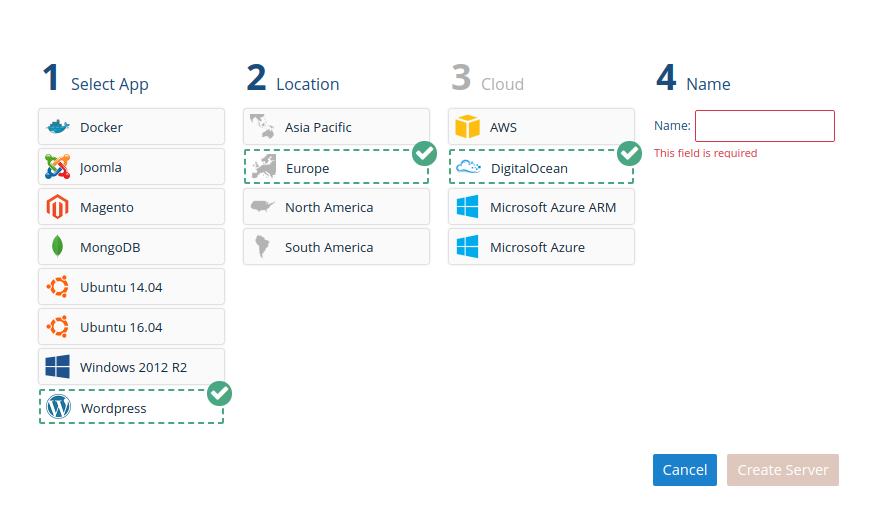 1 Select App
Docker
Joomla
Magento
MongoDB
Ubuntu 14.04
Ubuntu 16.04
Windows 2012 R2
Wordpress
2 Location
Asia Pacific
Europe
North America
South America
3 Cloud
AWS
DigitalOcean
Microsoft Azure ARM
Microsoft Azure
4 Name
Name:
This field is required
Cancel
Create Server